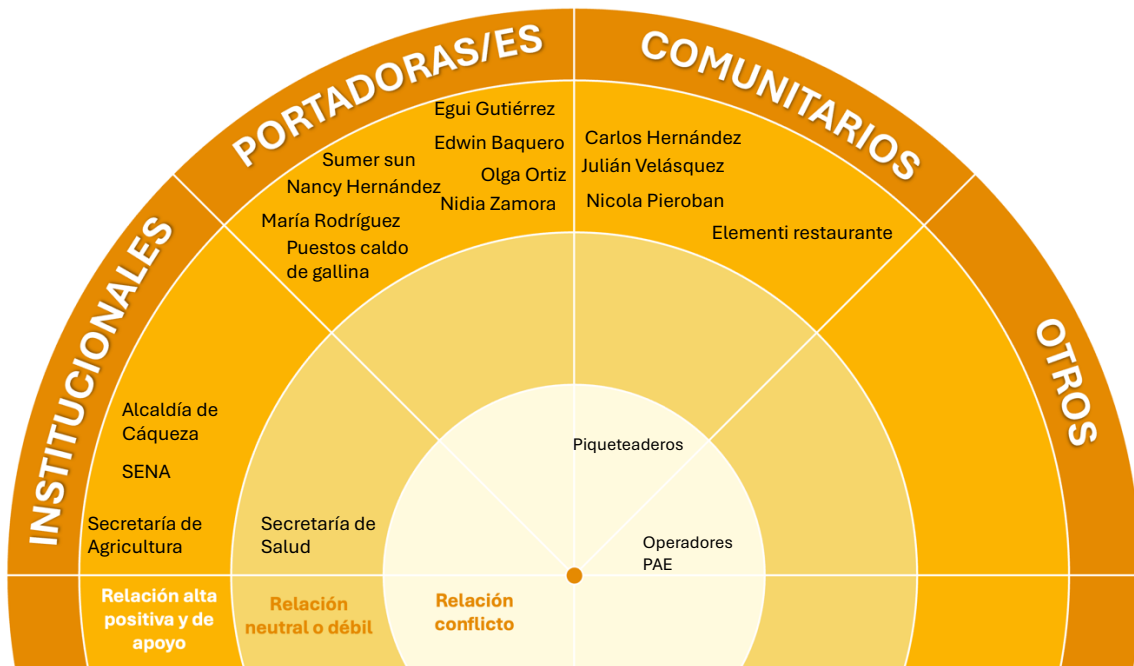 INSTITUCIONALES
PORTADORAS/ES
COMUNITARIOS
OTROS
Egui Gutiérrez
Edwin Baquero
Sumer sun
Olga Ortiz
Nancy Hernández
Nidia Zamora
María Rodríguez
Puestos caldo
de gallina
Carlos Hernández
Julián Velásquez
Nicola Pieroban
Elementi restaurante
Alcaldía de
Cáqueza
SENA
Secretaría de
Agricultura
Secretaría de
Salud
Piqueteaderos
Operadores
PAE
Relación alta
positiva y de
apoyo
Relación
neutral o débil
Relación
conflicto